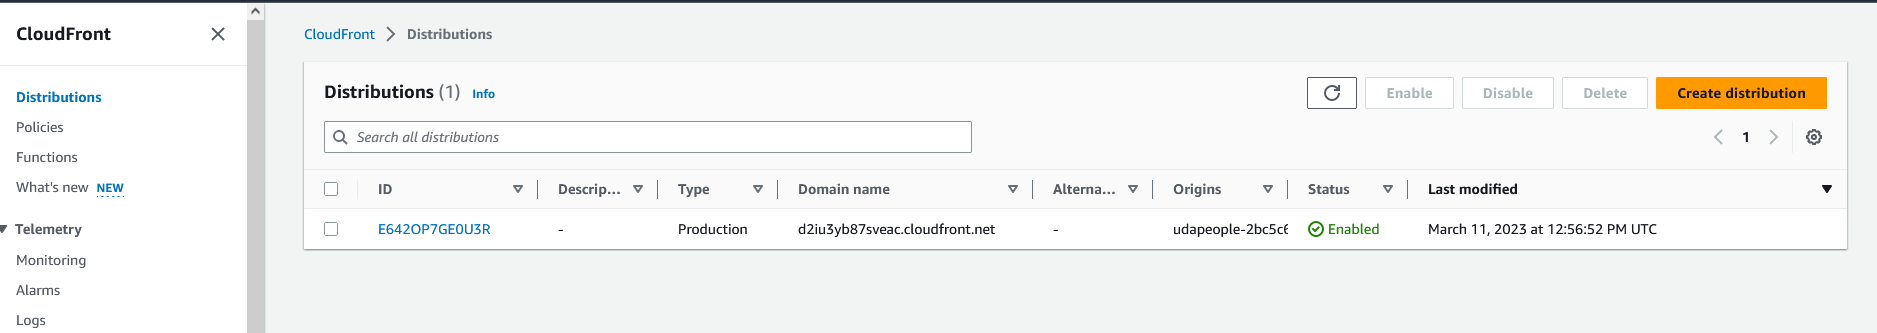 CloudFront
Distributions
Policies
Functions
What's new NEW
Telemetry
Monitoring
Alarms
Logs
CloudFront > Distributions
Distributions (1) Info
Enable Disable Delete Create distribution
Search all distributions
1
ID Descrip... Type Domain name Alterna... Origins Status Last modified
E642OP7GE0U3R - Production d2iu3yb87sveac.cloudfront.net - udapeople-2bc5c6 Enabled March 11, 2023 at 12:56:52 PM UTC